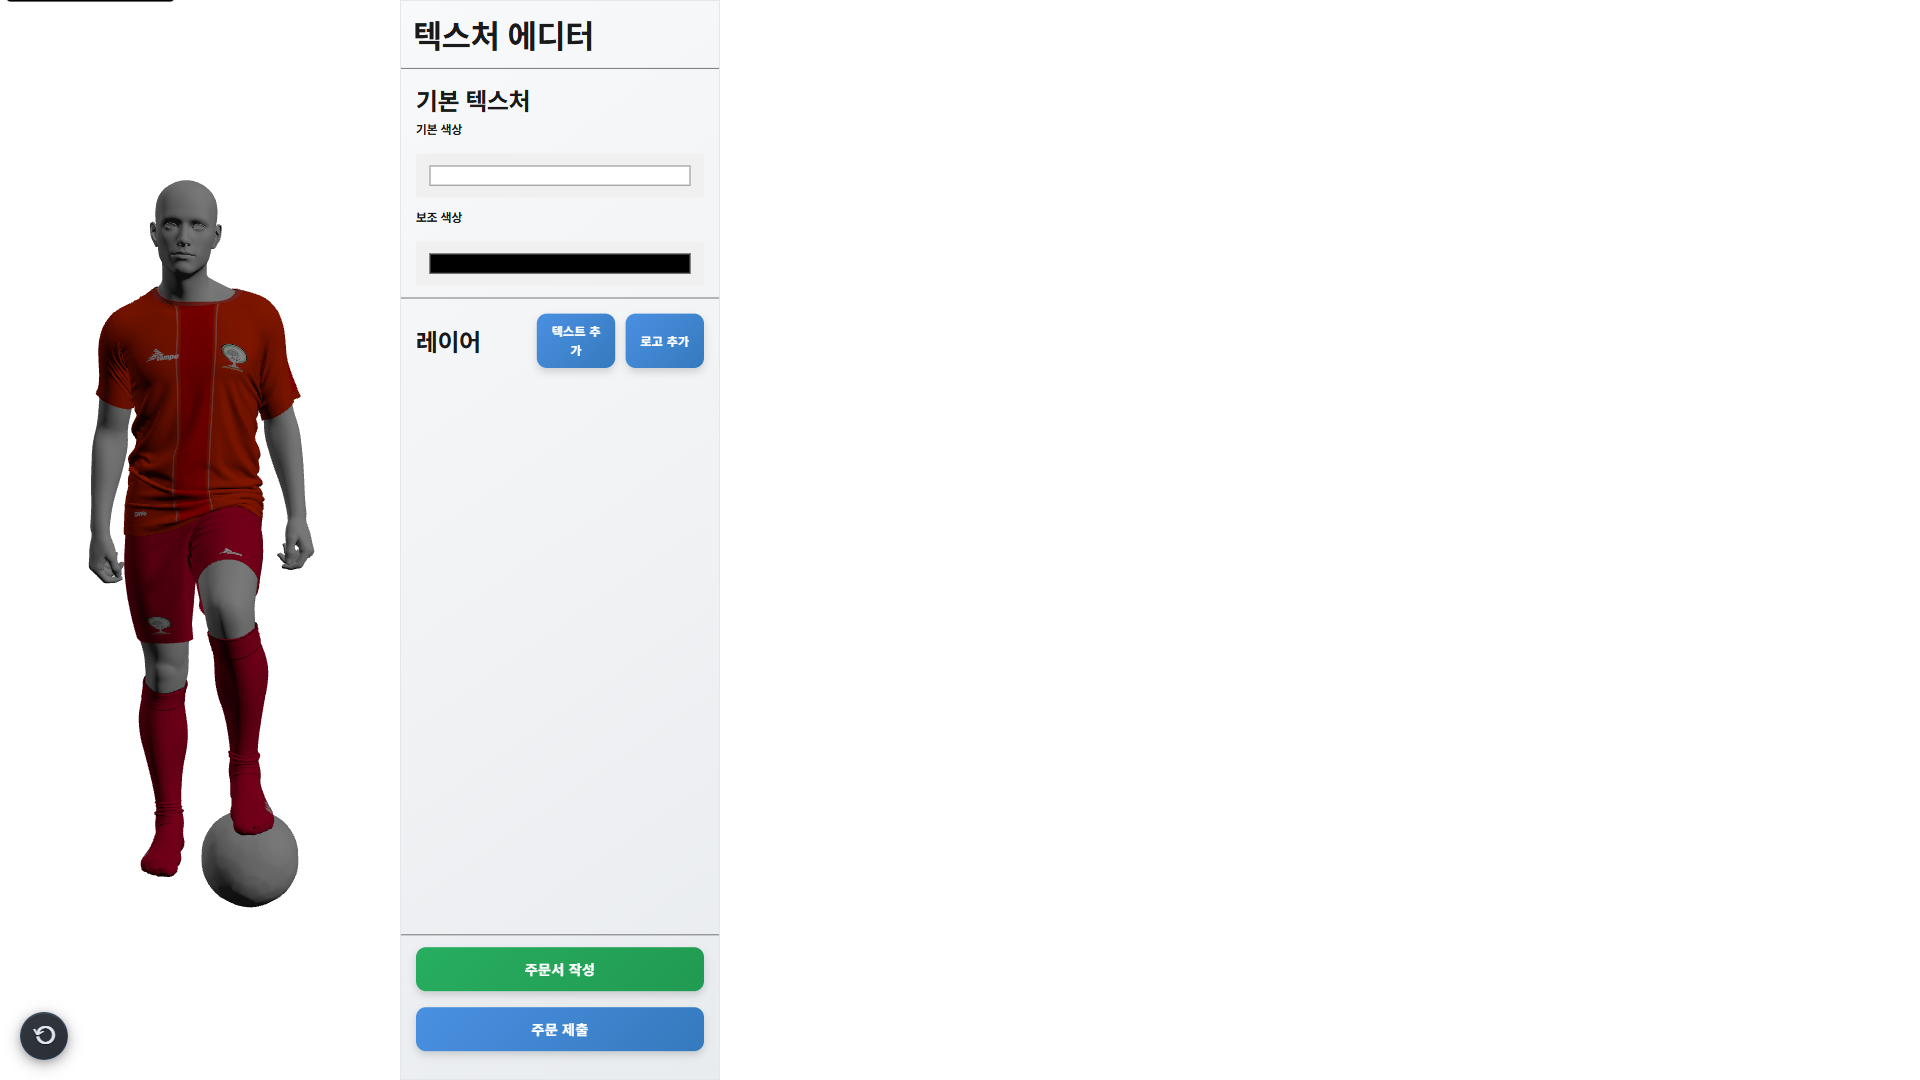 텍스처 에디터
기본 텍스처
기본 색상
보조 색상
레이어
텍스트 추
가
로고 추가
주문서 작성
주문 제출